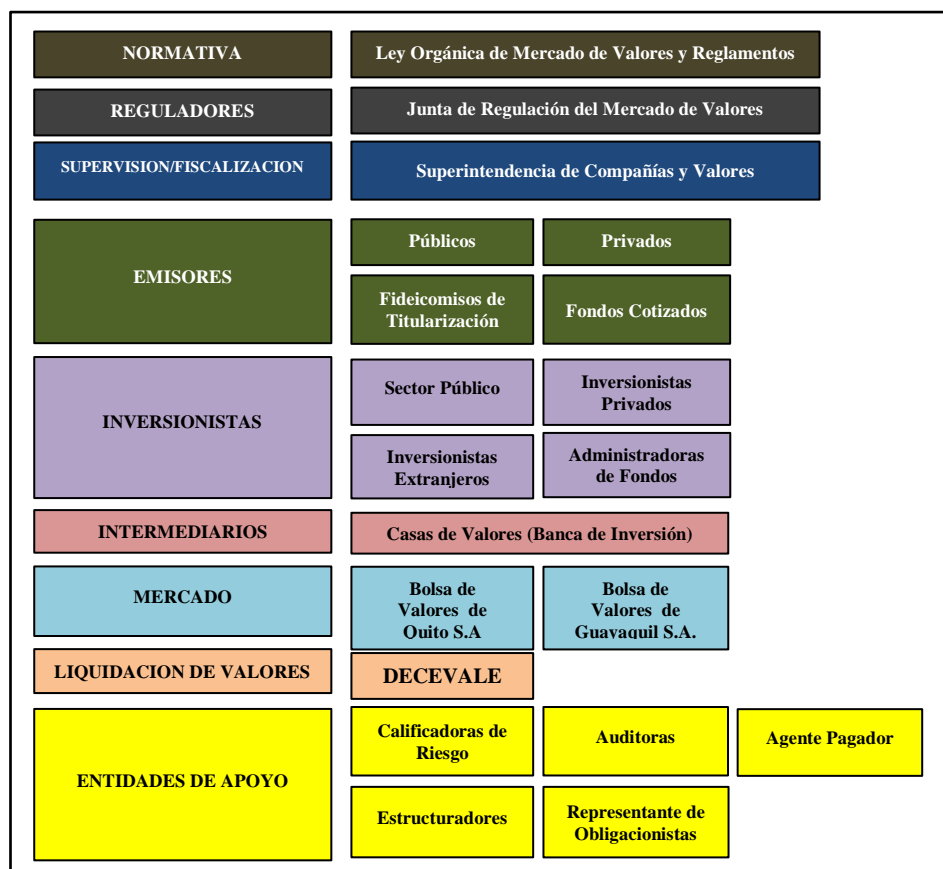 NORMATIVA
Ley Orgánica de Mercado de Valores y Reglamentos
REGULADORES
Junta de Regulación del Mercado de Valores
SUPERVISION/FISCALIZACION
Superintendencia de Compañías y Valores
EMISORES
Públicos
Privados
Fideicomisos de
Titularización
Fondos Cotizados
INVERSIONISTAS
Sector Público
Inversionistas
Privados
Inversionistas
Extranjeros
Administradoras
de Fondos
INTERMEDIARIOS
Casas de Valores (Banca de Inversión)
MERCADO
Bolsa de
Valores de
Quito S.A
Bolsa de
Valores de
Guayaquil S.A.
LIQUIDACION DE VALORES
DECEVALE
ENTIDADES DE APOYO
Calificadoras de
Riesgo
Auditoras
Agente Pagador
Estructuradores
Representante de
Obligacionistas